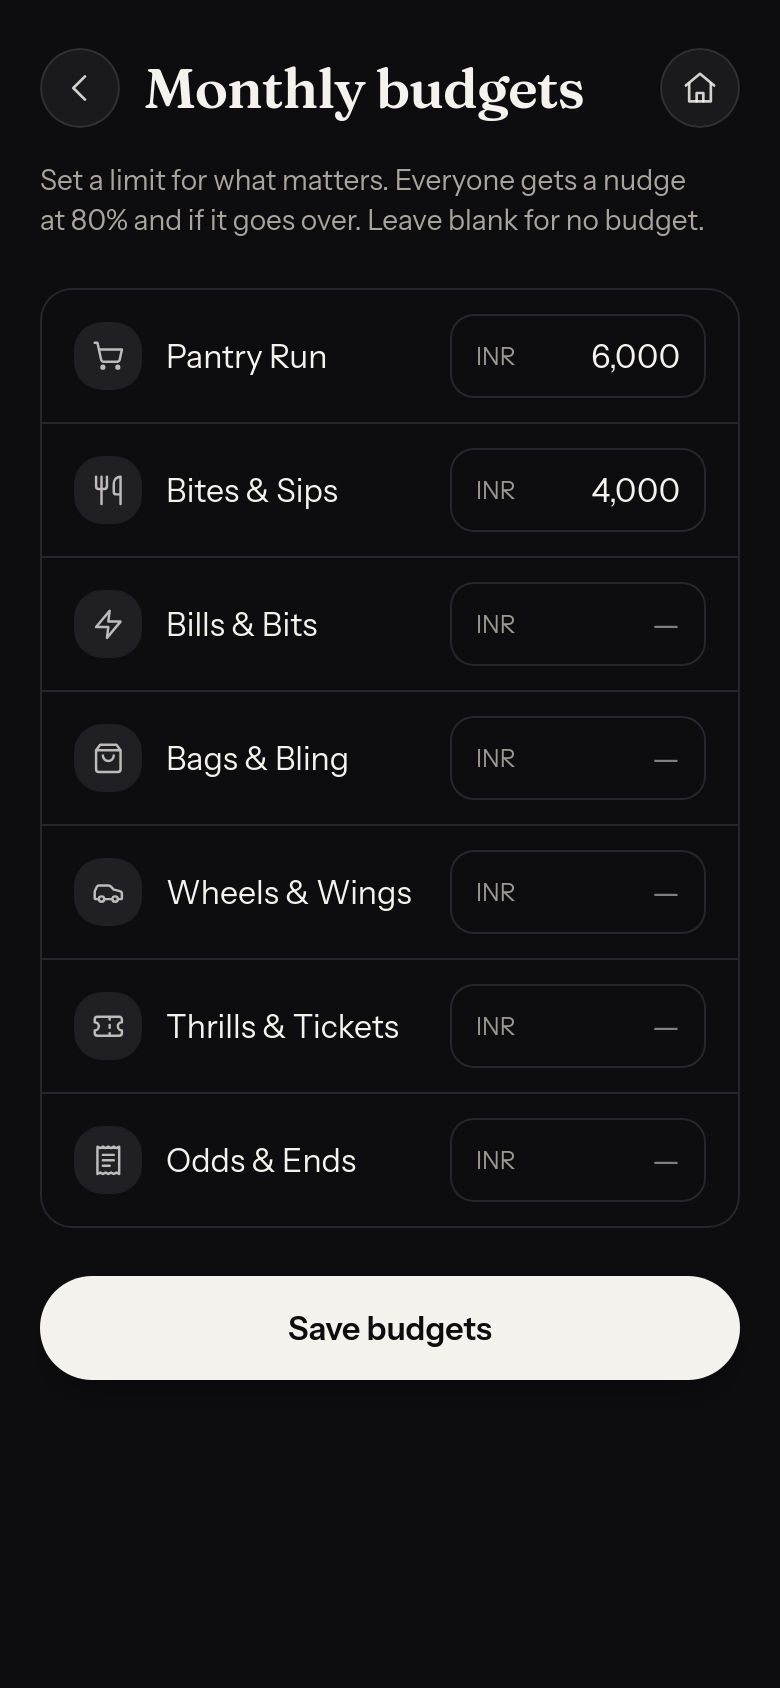 Monthly budgets
Set a limit for what matters. Everyone gets a nudge
at 80% and if it goes over. Leave blank for no budget.
Pantry Run INR 6,000
Bites & Sips INR 4,000
Bills & Bits INR —
Bags & Bling INR —
Wheels & Wings INR —
Thrills & Tickets INR —
Odds & Ends INR —
Save budgets